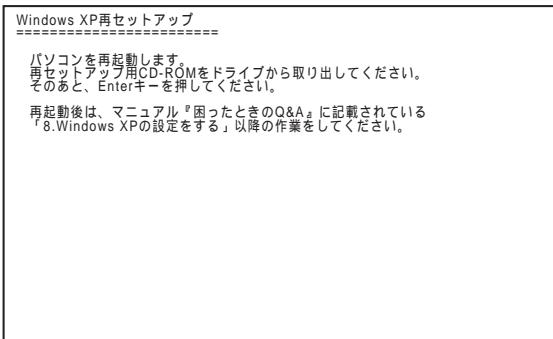 Windows XP再セットアップ
========================
パソコンを再起動します。
再セットアップ用CD-ROMをドライブから取り出してください。
そのあと、Enterキーを押してください。
再起動後は、マニュアル『困ったときのQ&A』に記載されている
「8.Windows XPの設定をする」以降の作業をしてください。